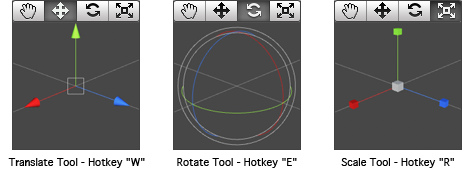 Translate Tool - Hotkey "W"
Rotate Tool - Hotkey "E"
Scale Tool - Hotkey "R"